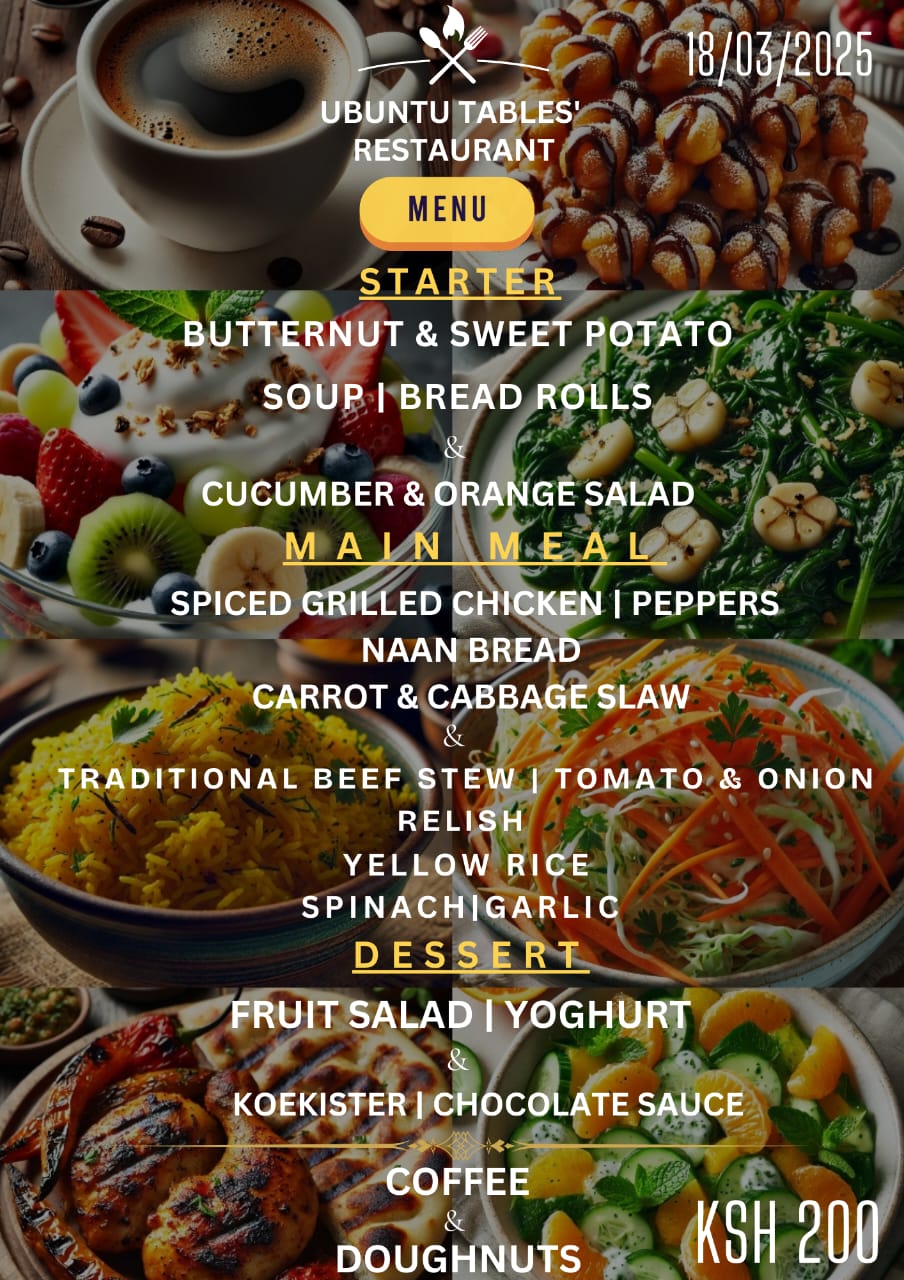 18/03/2025
UBUNTU TABLES'
RESTAURANT
MENU
STARTER
BUTTERNUT & SWEET POTATO
SOUP | BREAD ROLLS
&
CUCUMBER & ORANGE SALAD
MAIN MEAL
SPICED GRILLED CHICKEN | PEPPERS
NAAN BREAD
CARROT & CABBAGE SLAW
&
TRADITIONAL BEEF STEW | TOMATO & ONION
RELISH
YELLOW RICE
SPINACH|GARLIC
DESSERT
FRUIT SALAD | YOGHURT
&
KOEKISTER | CHOCOLATE SAUCE
COFFEE
&
DOUGHNUTS
KSH 200